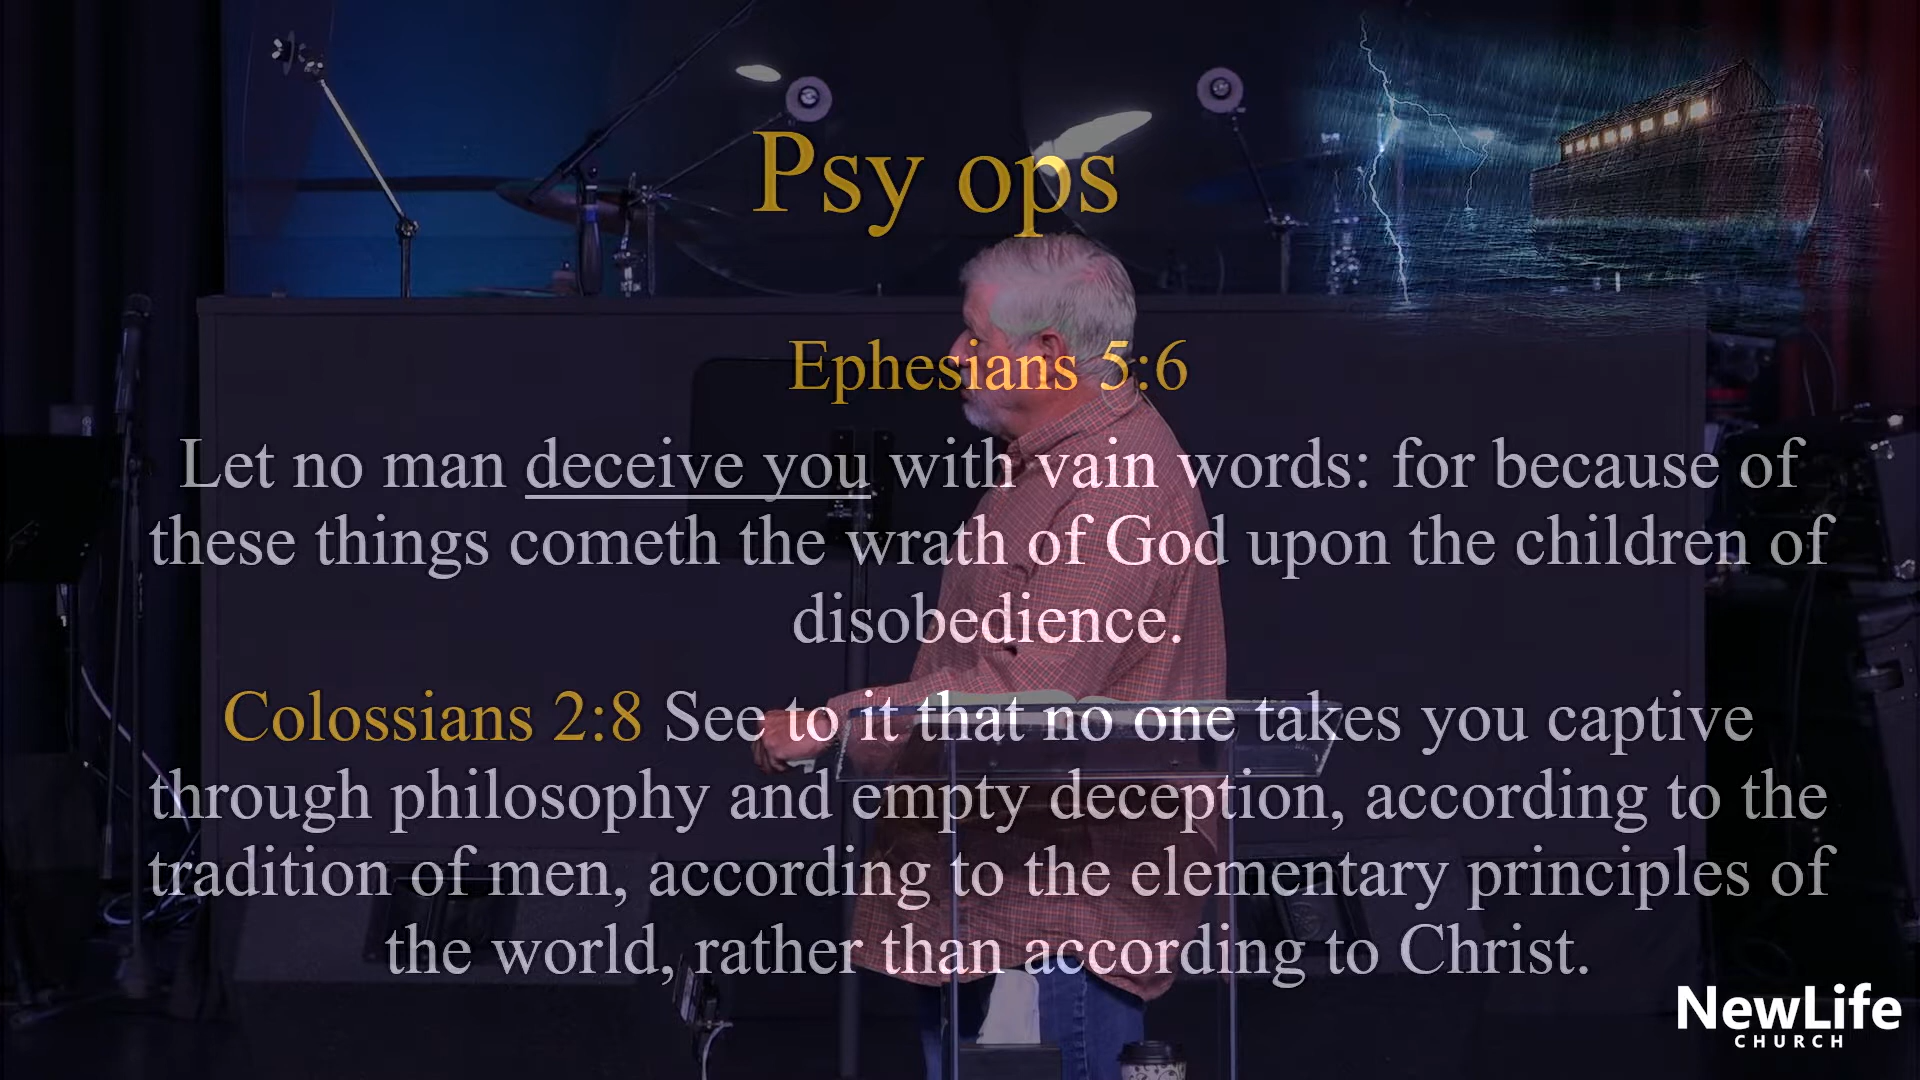 Psy ops
Ephesians 5:6
Let no man deceive you with vain words: for because of
these things cometh the wrath of God upon the children of
disobedience.
Colossians 2:8 See to it that no one takes you captive
through philosophy and empty deception, according to the
tradition of men, according to the elementary principles of
the world, rather than according to Christ.
NewLife
CHURCH